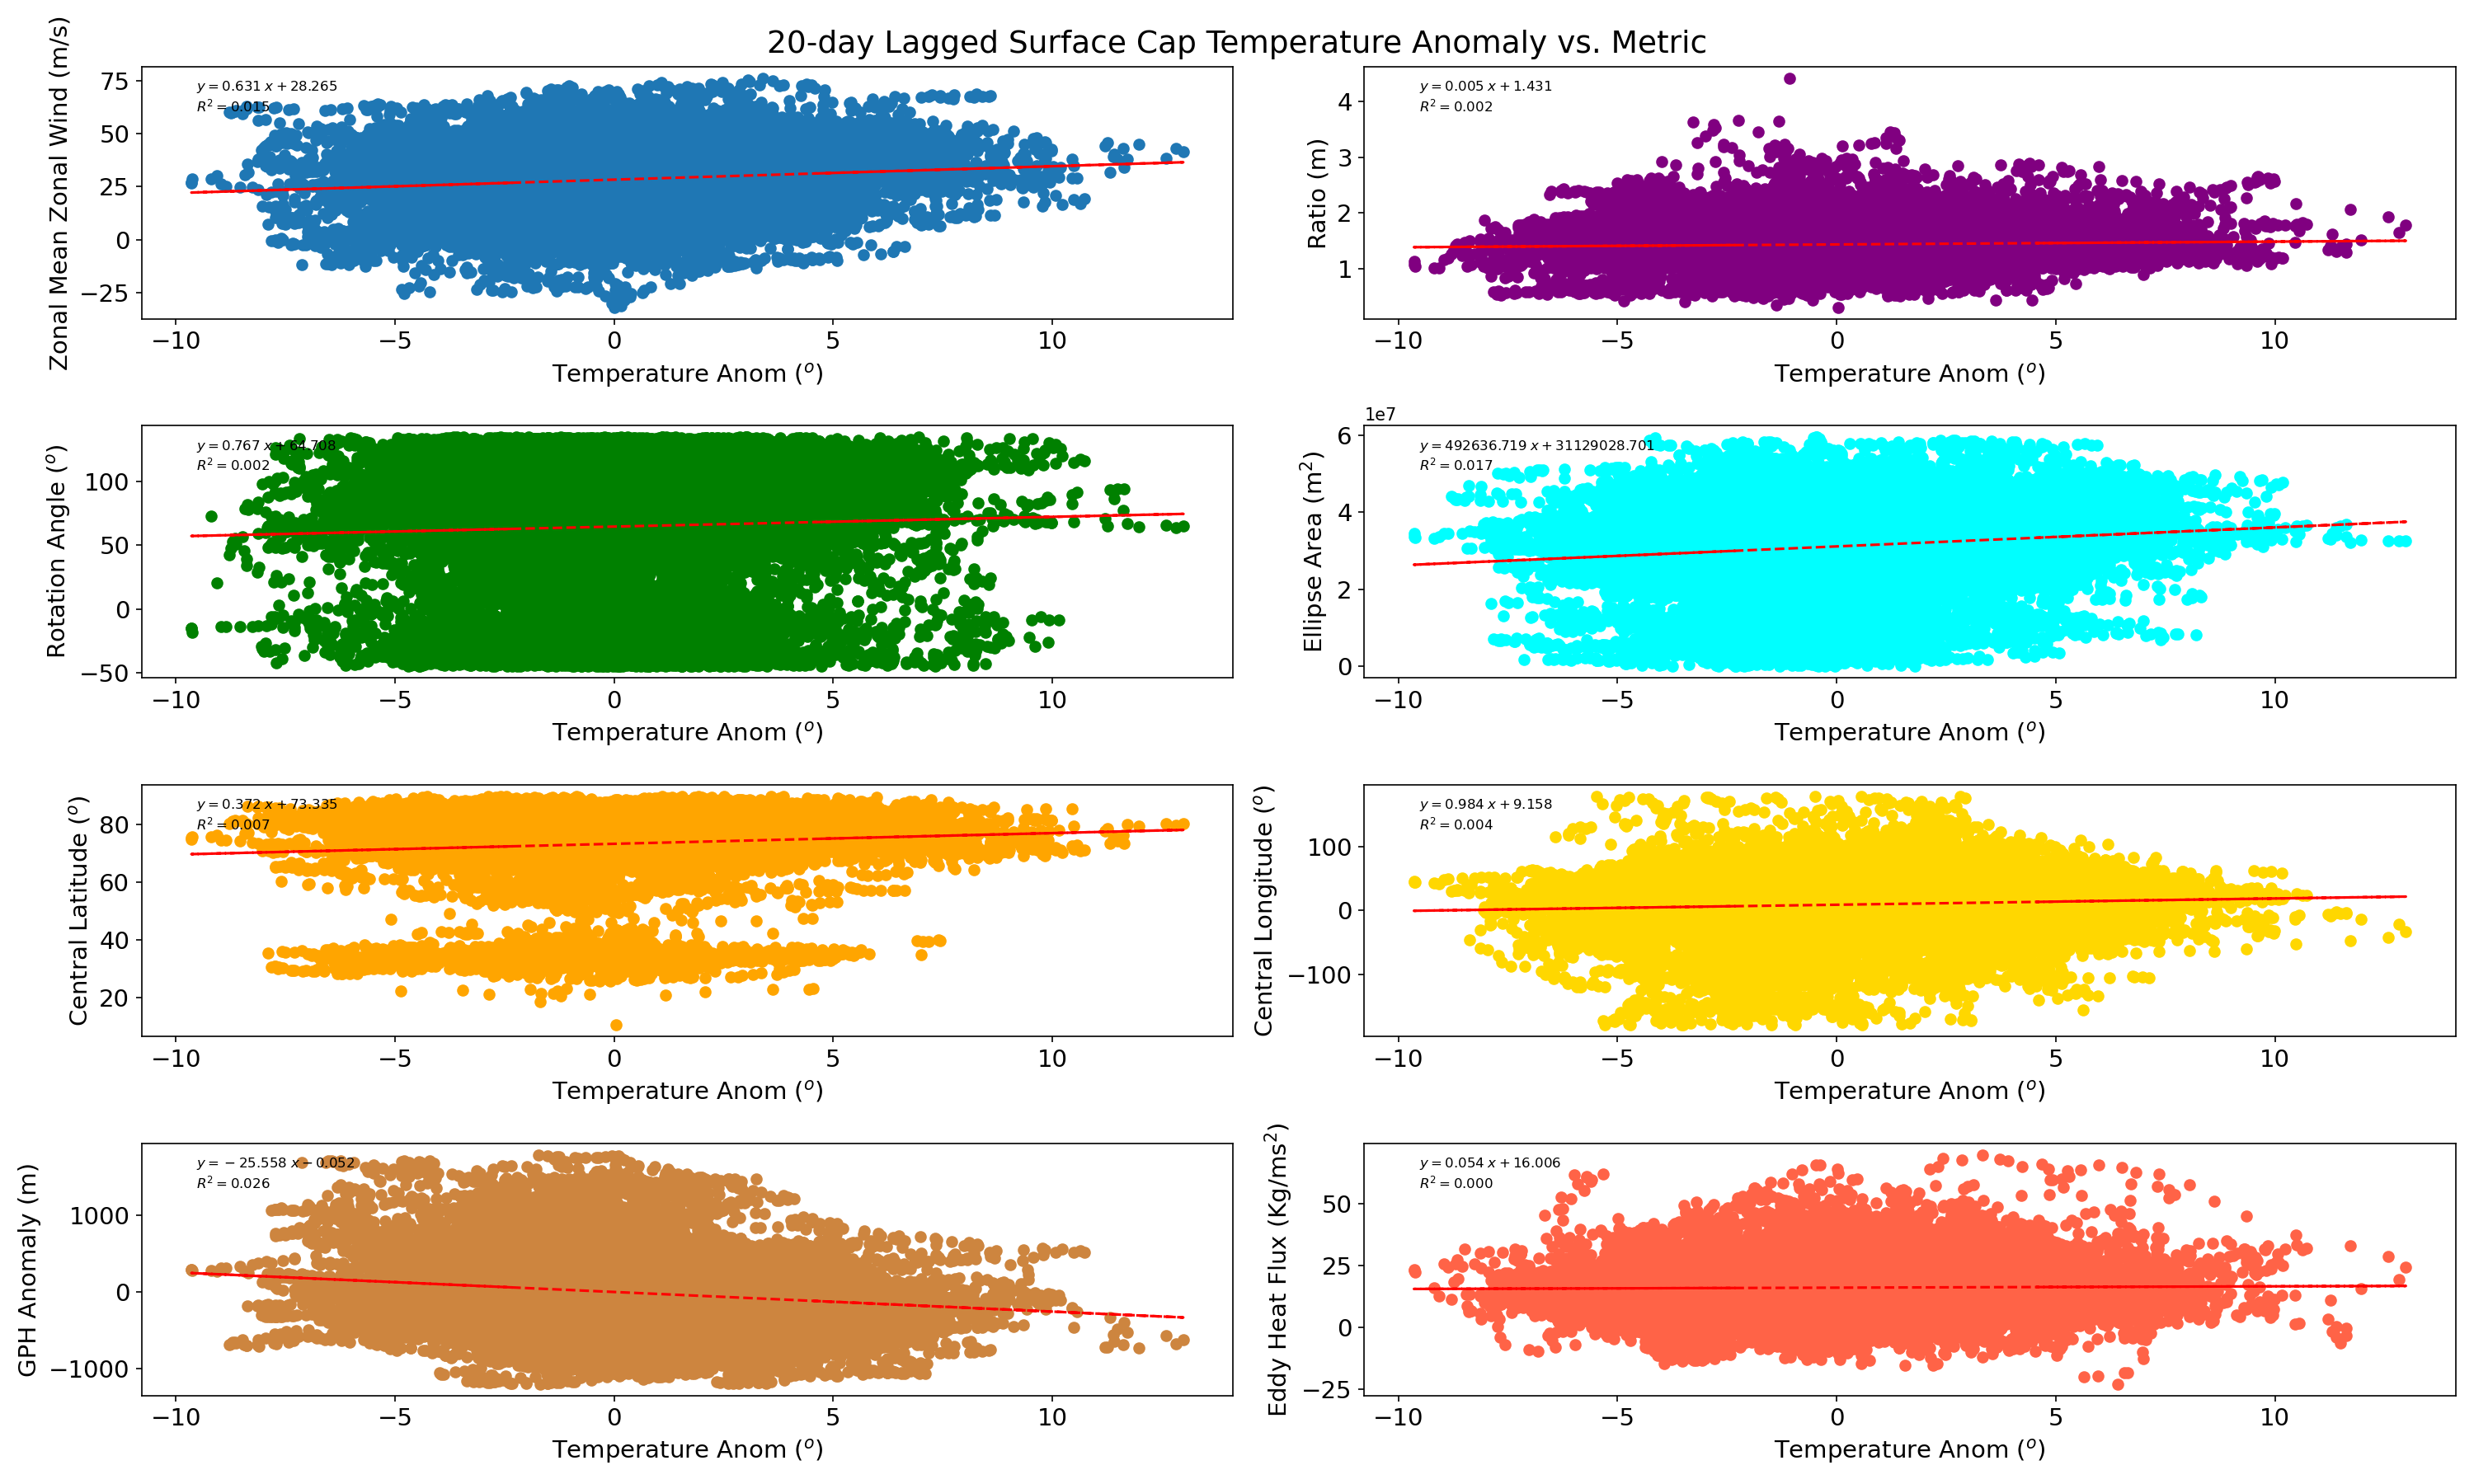 20-day Lagged Surface Cap Temperature Anomaly vs. Metric
Zonal Mean Zonal Wind (m/s)
75
50
25
0
−25
y = 0.631 x + 28.265
R² = 0.015
−10 −5 0 5 10
Temperature Anom (°)
Ratio (m)
4
3
2
1
y = 0.005 x + 1.431
R² = 0.002
−10 −5 0 5 10
Temperature Anom (°)
Rotation Angle (°)
100
50
0
−50
y = 0.767 x + 64.708
R² = 0.002
−10 −5 0 5 10
Temperature Anom (°)
Ellipse Area (m²)
1e7
6
4
2
0
y = 492636.719 x + 31129028.701
R² = 0.017
−10 −5 0 5 10
Temperature Anom (°)
Central Latitude (°)
80
60
40
20
y = 0.372 x + 73.335
R² = 0.007
−10 −5 0 5 10
Temperature Anom (°)
Central Longitude (°)
100
0
−100
y = 0.984 x + 9.158
R² = 0.004
−10 −5 0 5 10
Temperature Anom (°)
GPH Anomaly (m)
1000
0
−1000
y = − 25.558 x − 0.052
R² = 0.026
−10 −5 0 5 10
Temperature Anom (°)
Eddy Heat Flux (Kg/ms²)
50
25
0
−25
y = 0.054 x + 16.006
R² = 0.000
−10 −5 0 5 10
Temperature Anom (°)